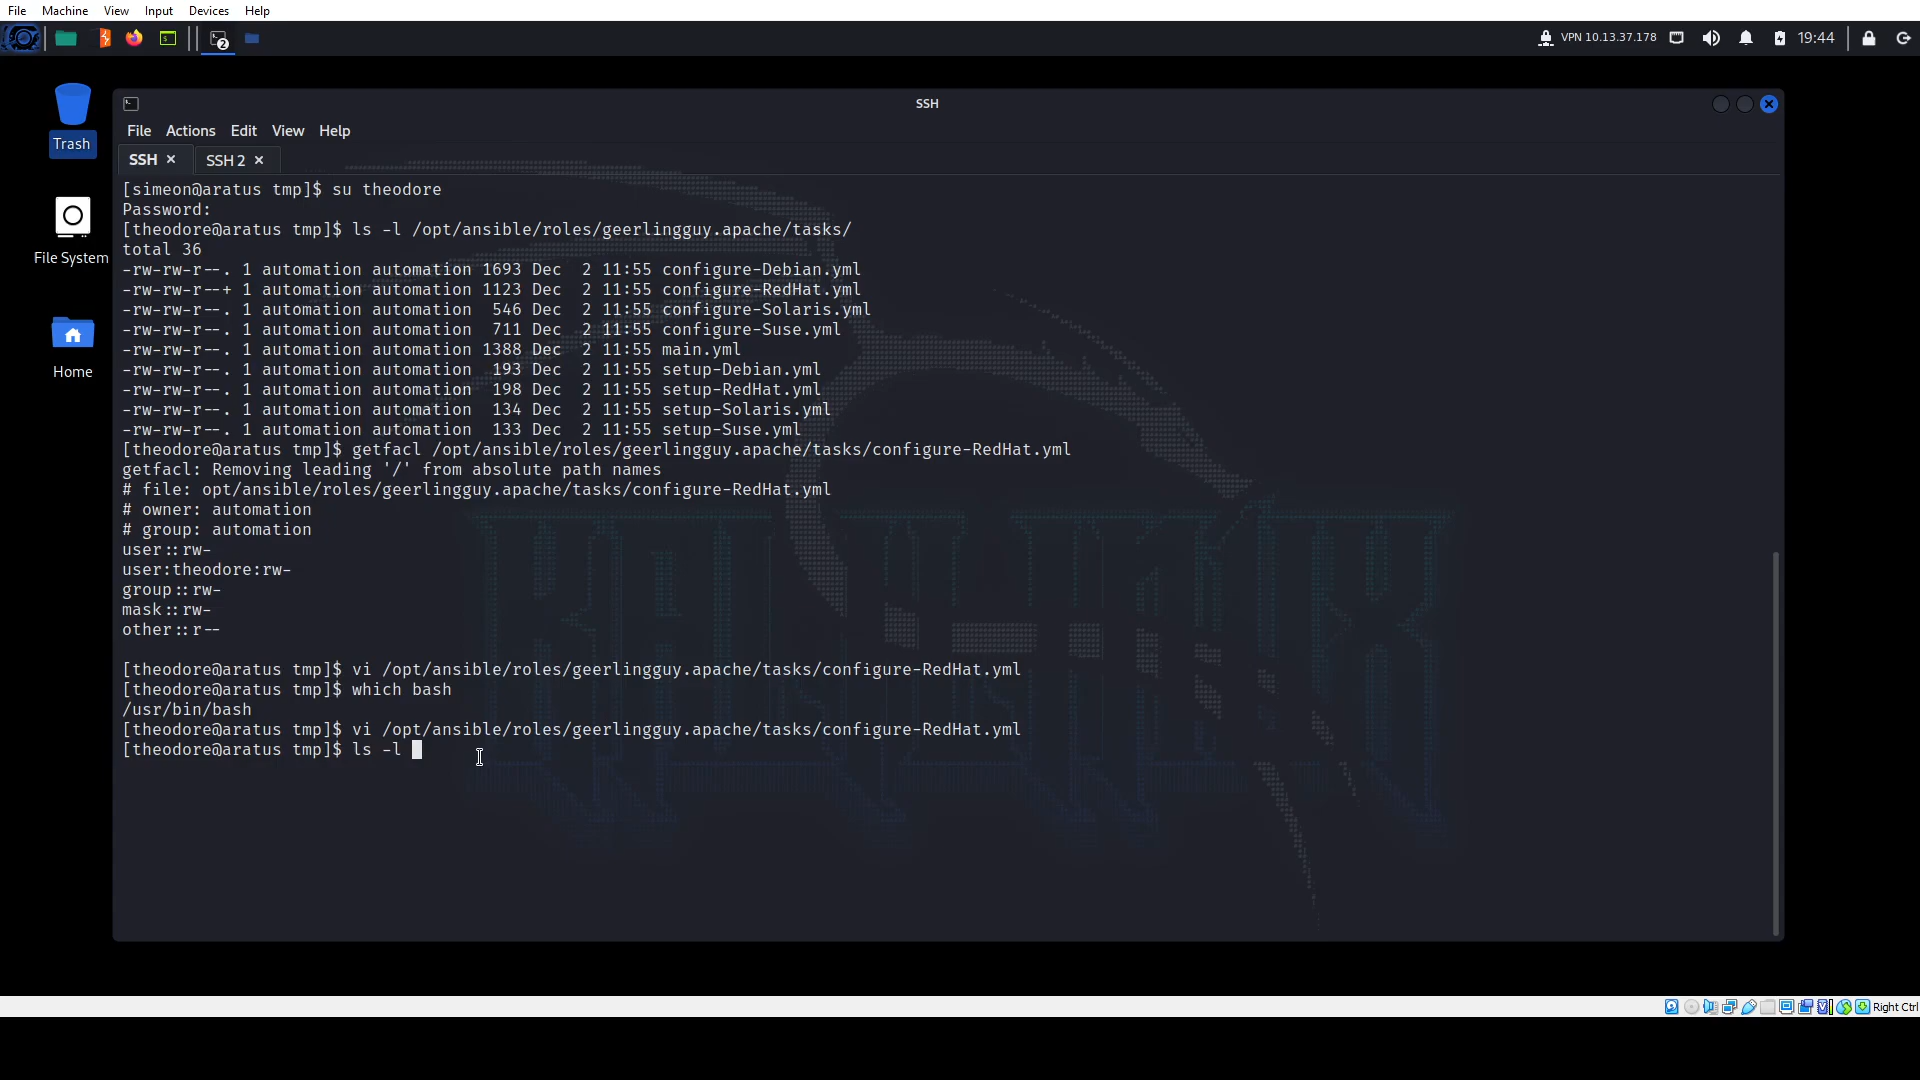 File Machine View Input Devices Help
VPN 10.13.37.178 19:44
2
Trash
File System
Home
SSH
File Actions Edit View Help
SSH SSH 2
[simeon@aratus tmp]$ su theodore
Password:
[theodore@aratus tmp]$ ls -l /opt/ansible/roles/geerlingguy.apache/tasks/
total 36
-rw-rw-r--. 1 automation automation 1693 Dec  2 11:55 configure-Debian.yml
-rw-rw-r--+ 1 automation automation 1123 Dec  2 11:55 configure-RedHat.yml
-rw-rw-r--. 1 automation automation  546 Dec  2 11:55 configure-Solaris.yml
-rw-rw-r--. 1 automation automation  711 Dec  2 11:55 configure-Suse.yml
-rw-rw-r--. 1 automation automation 1388 Dec  2 11:55 main.yml
-rw-rw-r--. 1 automation automation  193 Dec  2 11:55 setup-Debian.yml
-rw-rw-r--. 1 automation automation  198 Dec  2 11:55 setup-RedHat.yml
-rw-rw-r--. 1 automation automation  134 Dec  2 11:55 setup-Solaris.yml
-rw-rw-r--. 1 automation automation  133 Dec  2 11:55 setup-Suse.yml
[theodore@aratus tmp]$ getfacl /opt/ansible/roles/geerlingguy.apache/tasks/configure-RedHat.yml
getfacl: Removing leading '/' from absolute path names
# file: opt/ansible/roles/geerlingguy.apache/tasks/configure-RedHat.yml
# owner: automation
# group: automation
user::rw-
user:theodore:rw-
group::rw-
mask::rw-
other::r--
[theodore@aratus tmp]$ vi /opt/ansible/roles/geerlingguy.apache/tasks/configure-RedHat.yml
[theodore@aratus tmp]$ which bash
/usr/bin/bash
[theodore@aratus tmp]$ vi /opt/ansible/roles/geerlingguy.apache/tasks/configure-RedHat.yml
[theodore@aratus tmp]$ ls -l
Right Ctrl